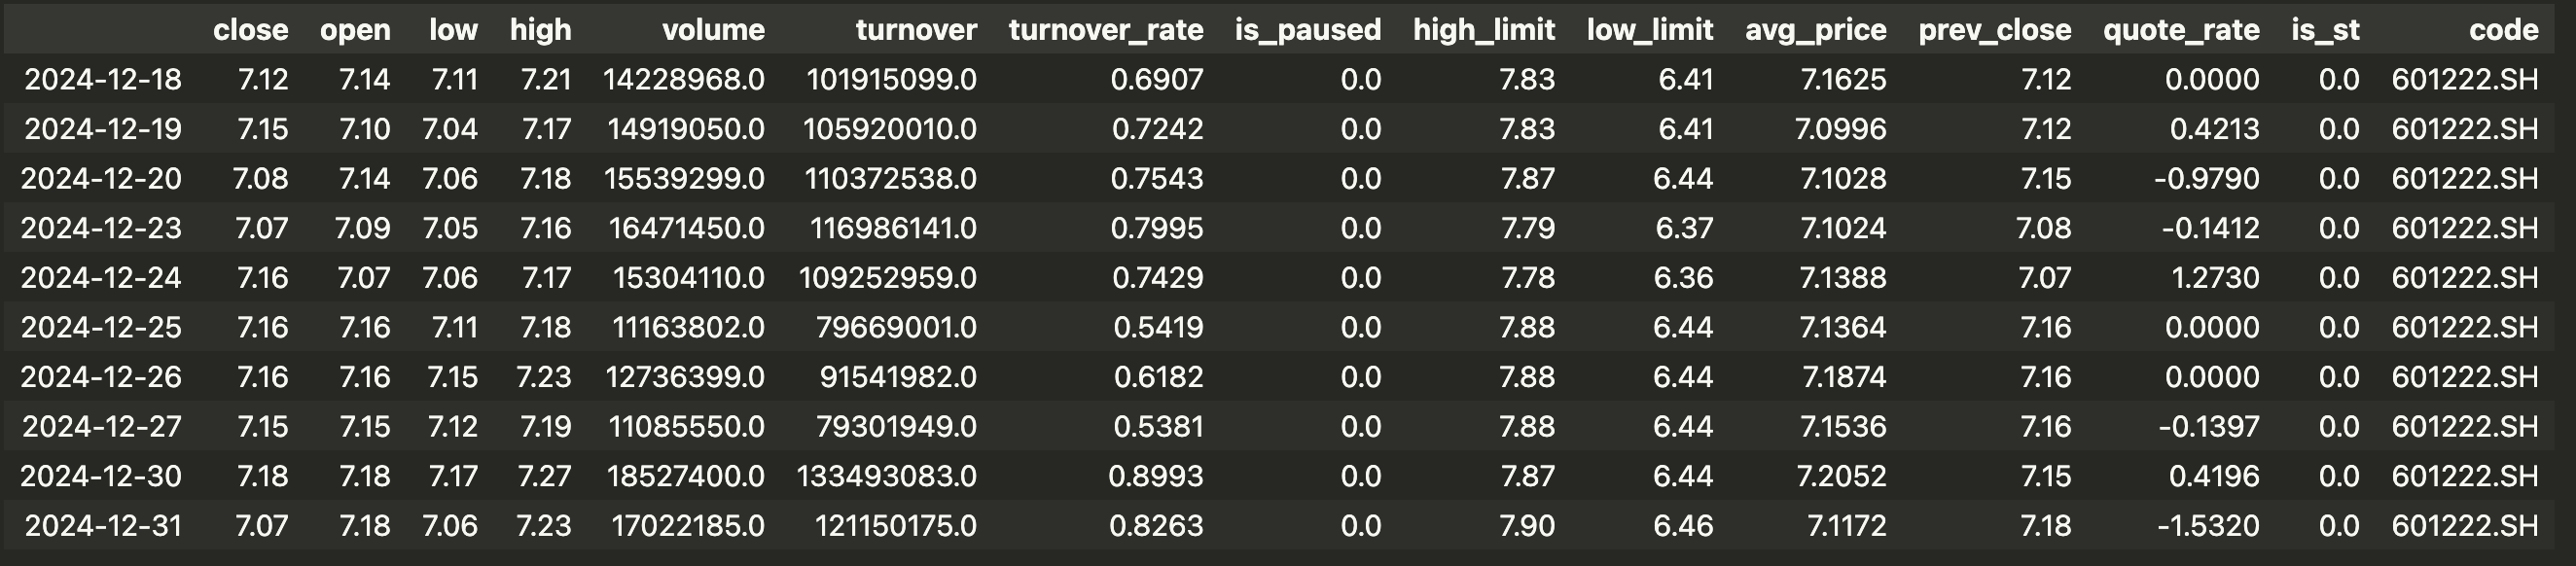 close open low high volume turnover turnover_rate is_paused high_limit low_limit avg_price prev_close quote_rate is_st code
2024-12-18 7.12 7.14 7.11 7.21 14228968.0 101915099.0 0.6907 0.0 7.83 6.41 7.1625 7.12 0.0000 0.0 601222.SH
2024-12-19 7.15 7.10 7.04 7.17 14919050.0 105920010.0 0.7242 0.0 7.83 6.41 7.0996 7.12 0.4213 0.0 601222.SH
2024-12-20 7.08 7.14 7.06 7.18 15539299.0 110372538.0 0.7543 0.0 7.87 6.44 7.1028 7.15 -0.9790 0.0 601222.SH
2024-12-23 7.07 7.09 7.05 7.16 16471450.0 116986141.0 0.7995 0.0 7.79 6.37 7.1024 7.08 -0.1412 0.0 601222.SH
2024-12-24 7.16 7.07 7.06 7.17 15304110.0 109252959.0 0.7429 0.0 7.78 6.36 7.1388 7.07 1.2730 0.0 601222.SH
2024-12-25 7.16 7.16 7.11 7.18 11163802.0 79669001.0 0.5419 0.0 7.88 6.44 7.1364 7.16 0.0000 0.0 601222.SH
2024-12-26 7.16 7.16 7.15 7.23 12736399.0 91541982.0 0.6182 0.0 7.88 6.44 7.1874 7.16 0.0000 0.0 601222.SH
2024-12-27 7.15 7.15 7.12 7.19 11085550.0 79301949.0 0.5381 0.0 7.88 6.44 7.1536 7.16 -0.1397 0.0 601222.SH
2024-12-30 7.18 7.18 7.17 7.27 18527400.0 133493083.0 0.8993 0.0 7.87 6.44 7.2052 7.15 0.4196 0.0 601222.SH
2024-12-31 7.07 7.18 7.06 7.23 17022185.0 121150175.0 0.8263 0.0 7.90 6.46 7.1172 7.18 -1.5320 0.0 601222.SH